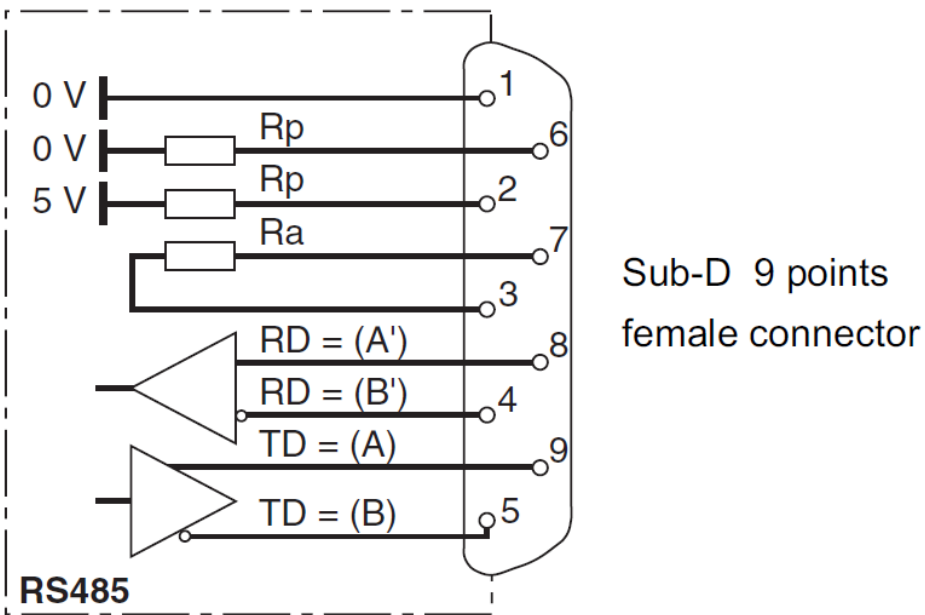 0 V
1
0 V
Rp
6
5 V
Rp
2
Ra
7
3
RD = (A')
8
RD = (B')
4
TD = (A)
9
TD = (B)
5
RS485
Sub-D 9 points
female connector